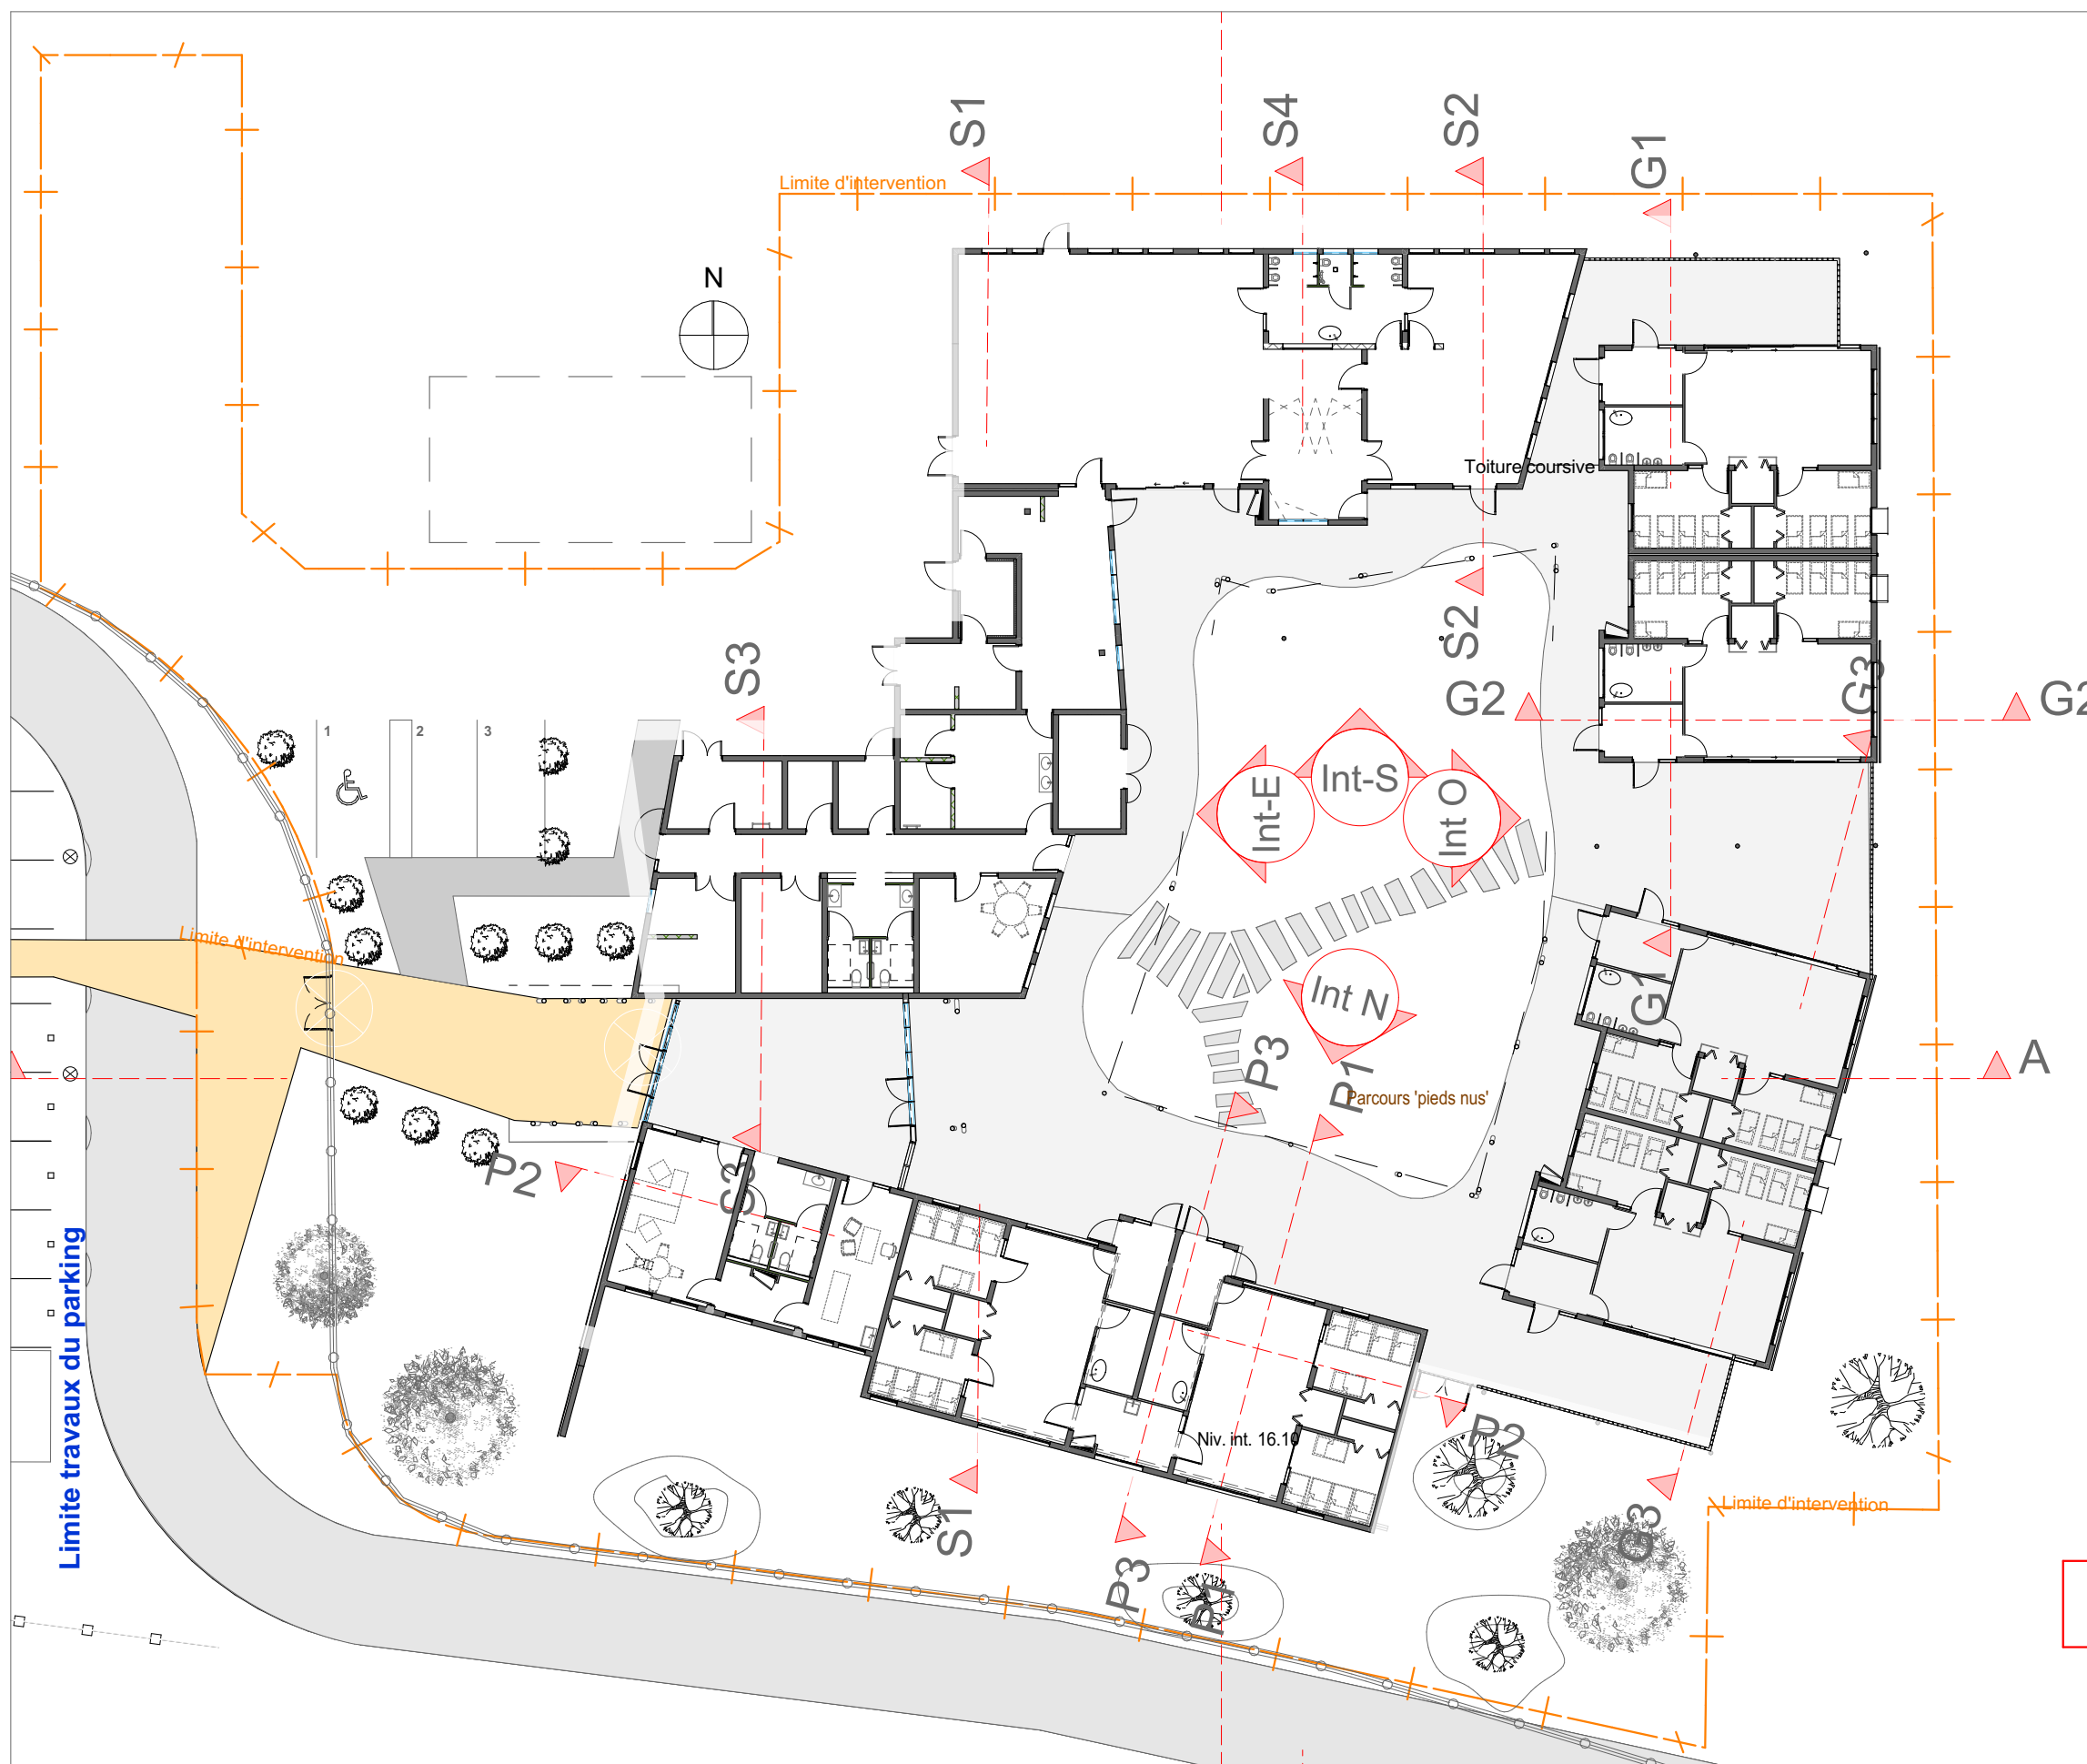 S1
S4
S2
G1
Limite d'intervention
N
Toiture coursive
S3
S2
G2
G3
G2
1
2
3
Int-E
Int-S
Int O
Limite d'intervention
Int N
G1
P3
P1
A
Parcours 'pieds nus'
P2
S3
Limite travaux du parking
Niv. int. 16.10
P2
Limite d'intervention
S1
G3
P3
P1